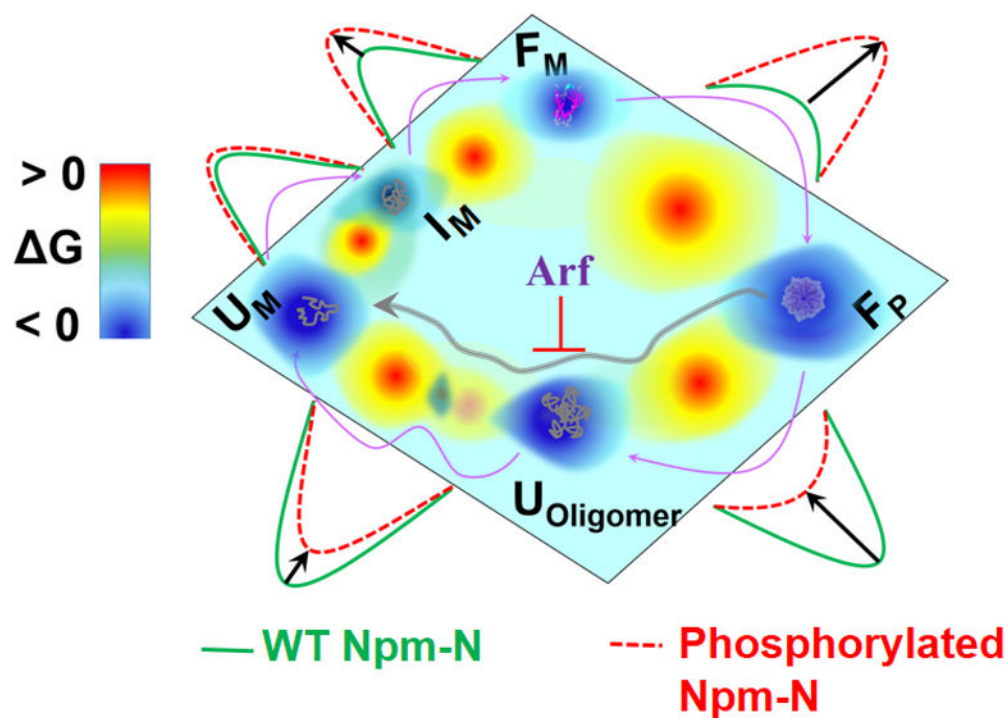 F_M
> 0
ΔG
< 0
I_M
Arf
U_M
F_P
U_Oligomer
WT Npm-N
Phosphorylated
Npm-N